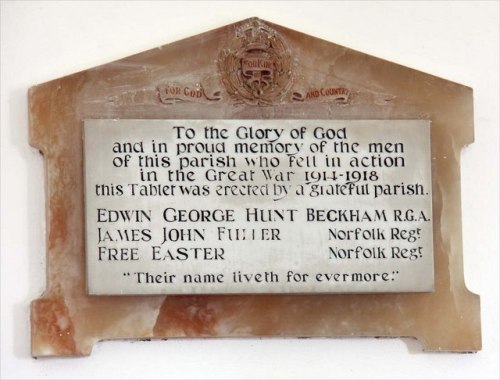 FOR KING
FOR GOD AND COUNTRY
To the Glory of God
and in proud memory of the men
of this parish who fell in action
in the Great War 1914-1918
this Tablet was erected by a grateful parish.
EDWIN GEORGE HUNT BECKHAM R.G.A.
JAMES JOHN FULLER Norfolk Regt
FREE EASTER Norfolk Regt
"Their name liveth for evermore."